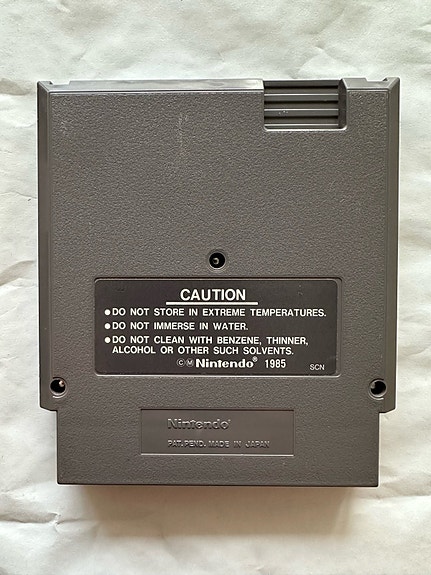 CAUTION
●DO NOT STORE IN EXTREME TEMPERATURES.
●DO NOT IMMERSE IN WATER.
●DO NOT CLEAN WITH BENZENE, THINNER,
ALCOHOL OR OTHER SUCH SOLVENTS.
©Ⓜ Nintendo® 1985 SCN
Nintendo®
PAT. PEND. MADE IN JAPAN